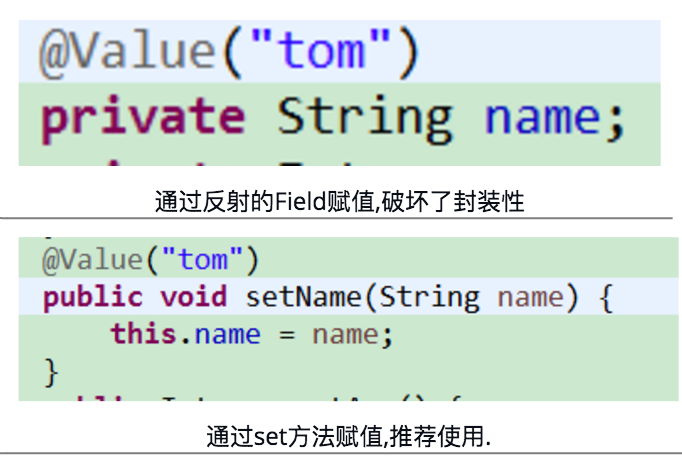 @Value("tom")
private String name;
通过反射的Field赋值,破坏了封装性
@Value("tom")
public void setName(String name) {
this.name = name;
}
通过set方法赋值,推荐使用.